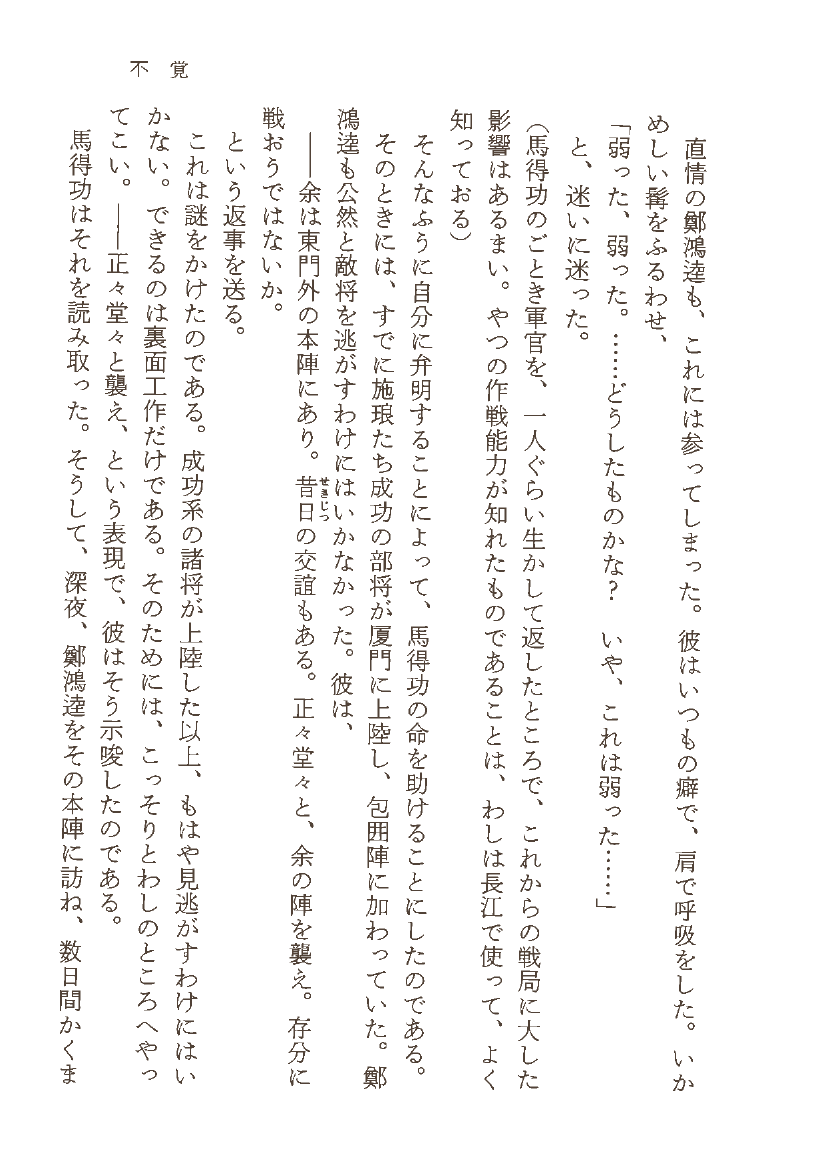 不覚
直情の鄭鴻逵も、これには参ってしまった。彼はいつもの癖で、肩で呼吸をした。いか
めしい髯をふるわせ、
「弱った、弱った。……どうしたものかな？　いや、これは弱った……」
と、迷いに迷った。
（馬得功のごとき軍官を、一人ぐらい生かして返したところで、これからの戦局に大した
影響はあるまい。やつの作戦能力が知れたものであることは、わしは長江で使って、よく
知っておる）
そんなふうに自分に弁明することによって、馬得功の命を助けることにしたのである。
そのときには、すでに施琅たち成功の部将が厦門に上陸し、包囲陣に加わっていた。鄭
鴻逵も公然と敵将を逃がすわけにはいかなかった。彼は、
――余は東門外の本陣にあり。昔日の交誼もある。正々堂々と、余の陣を襲え。存分に
せきじつ
戦おうではないか。
という返事を送る。
これは謎をかけたのである。成功系の諸将が上陸した以上、もはや見逃がすわけにはい
かない。できるのは裏面工作だけである。そのためには、こっそりとわしのところへやっ
てこい。――正々堂々と襲え、という表現で、彼はそう示唆したのである。
馬得功はそれを読み取った。そうして、深夜、鄭鴻逵をその本陣に訪ね、数日間かくま